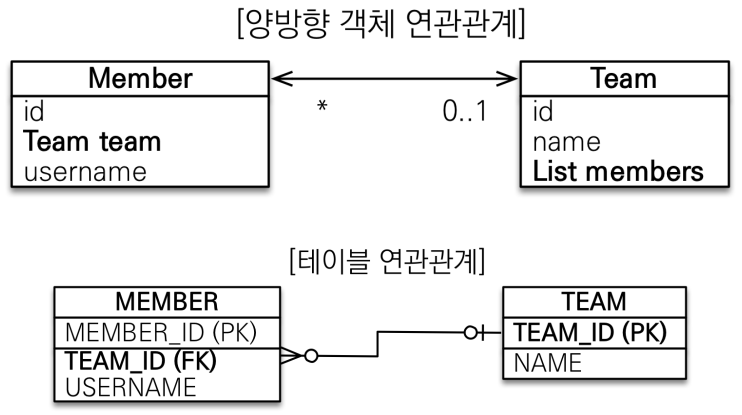 [양방향 객체 연관관계]
Member
id
Team team
username
* 0..1
Team
id
name
List members
[테이블 연관관계]
MEMBER
MEMBER_ID (PK)
TEAM_ID (FK)
USERNAME
TEAM
TEAM_ID (PK)
NAME